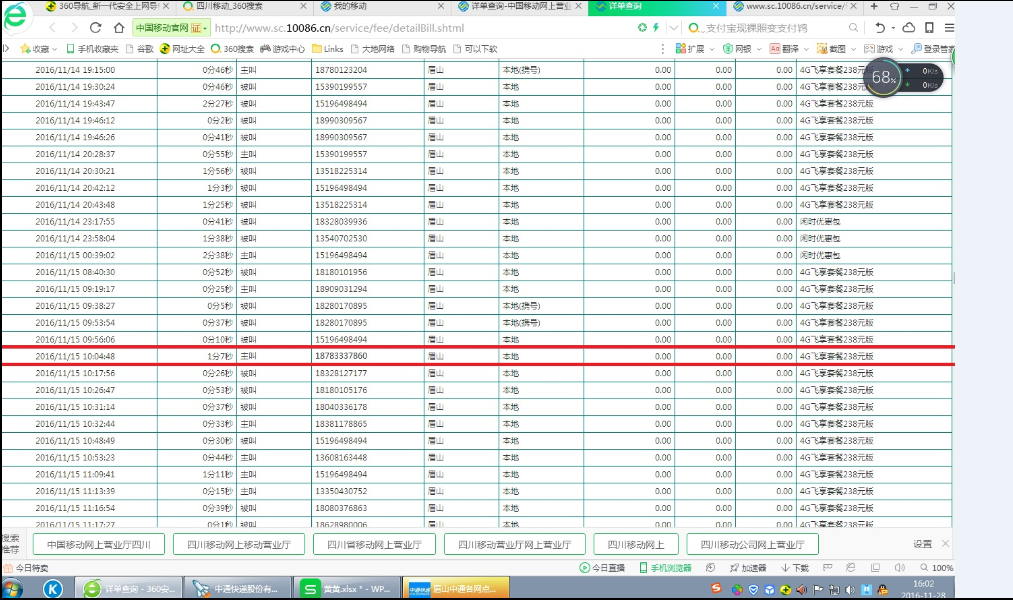 360导航_新一代安全上网导 四川移动_360搜索 我的移动 详单查询-中国移动网上营业 详单查询 www.sc.10086.cn/service/
中国移动官网 证 http://www.sc.10086.cn/service/fee/detailBill.shtml 支付宝现裸照变支付鸨
收藏 手机收藏夹 谷歌 网址大全 360搜索 游戏中心 Links 大地网络 购物导航 可以下软 扩展 网银 翻译 截图 游戏 登录管家
2016/11/14 19:15:00 0分46秒 主叫 18780123204 眉山 本地(携号) 0.00 0.00 0.00 4G飞享套餐238元
68% 0K/s
0K/s
2016/11/14 19:30:24 0分46秒 被叫 15390199557 眉山 本地 0.00 0.00 0.00 4G飞享套餐238元
2016/11/14 19:43:47 2分27秒 被叫 15196498494 眉山 本地 0.00 0.00 0.00 4G飞享套餐238元版
2016/11/14 19:46:12 0分2秒 被叫 18990309567 眉山 本地 0.00 0.00 0.00 4G飞享套餐238元版
2016/11/14 19:46:26 0分41秒 被叫 18990309567 眉山 本地 0.00 0.00 0.00 4G飞享套餐238元版
2016/11/14 20:28:37 0分55秒 主叫 15390199557 眉山 本地 0.00 0.00 0.00 4G飞享套餐238元版
2016/11/14 20:30:21 1分56秒 被叫 13518225314 眉山 本地 0.00 0.00 0.00 4G飞享套餐238元版
2016/11/14 20:42:12 1分3秒 被叫 15196498494 眉山 本地 0.00 0.00 0.00 4G飞享套餐238元版
2016/11/14 20:43:48 1分25秒 被叫 13518225314 眉山 本地 0.00 0.00 0.00 4G飞享套餐238元版
2016/11/14 23:17:55 0分41秒 被叫 18328039936 眉山 本地 0.00 0.00 0.00 闲时优惠包
2016/11/14 23:58:04 1分38秒 被叫 13540702530 眉山 本地 0.00 0.00 0.00 闲时优惠包
2016/11/15 00:39:02 2分38秒 被叫 15196498494 眉山 本地 0.00 0.00 0.00 闲时优惠包
2016/11/15 08:40:30 0分52秒 被叫 18180101956 眉山 本地 0.00 0.00 0.00 4G飞享套餐238元版
2016/11/15 09:19:17 0分25秒 主叫 18909031294 眉山 本地 0.00 0.00 0.00 4G飞享套餐238元版
2016/11/15 09:38:27 0分5秒 被叫 18280170895 眉山 本地(携号) 0.00 0.00 0.00 4G飞享套餐238元版
2016/11/15 09:53:54 0分37秒 被叫 18280170895 眉山 本地(携号) 0.00 0.00 0.00 4G飞享套餐238元版
2016/11/15 09:56:06 0分10秒 被叫 15196498494 眉山 本地 0.00 0.00 0.00 4G飞享套餐238元版
2016/11/15 10:04:48 1分7秒 主叫 18783337860 眉山 本地 0.00 0.00 0.00 4G飞享套餐238元版
2016/11/15 10:17:56 0分26秒 被叫 18328127177 眉山 本地 0.00 0.00 0.00 4G飞享套餐238元版
2016/11/15 10:26:47 0分53秒 被叫 18180105176 眉山 本地 0.00 0.00 0.00 4G飞享套餐238元版
2016/11/15 10:31:14 0分37秒 被叫 18040336178 眉山 本地 0.00 0.00 0.00 4G飞享套餐238元版
2016/11/15 10:32:44 0分33秒 主叫 18381178865 眉山 本地 0.00 0.00 0.00 4G飞享套餐238元版
2016/11/15 10:48:49 0分30秒 被叫 15196498494 眉山 本地 0.00 0.00 0.00 4G飞享套餐238元版
2016/11/15 10:53:23 0分44秒 主叫 13608163448 眉山 本地 0.00 0.00 0.00 4G飞享套餐238元版
2016/11/15 11:09:41 1分11秒 主叫 15196498494 眉山 本地 0.00 0.00 0.00 4G飞享套餐238元版
2016/11/15 11:13:39 0分15秒 主叫 13350430752 眉山 本地 0.00 0.00 0.00 4G飞享套餐238元版
2016/11/15 11:16:54 0分39秒 被叫 18080376863 眉山 本地 0.00 0.00 0.00 4G飞享套餐238元版
2016/11/15 11:17:27 0分1秒 被叫 18628980006 眉山 本地 0.00 0.00 0.00 4G飞享套餐238元版
搜索推荐 中国移动网上营业厅四川 四川移动网上移动营业厅 四川省移动网上营业厅 四川移动营业厅网上营业厅 四川移动网上 四川移动公司网上营业厅 设置
今日特卖 今日直播 手机浏览器 加速器 下载 100%
详单查询 - 360安... 中通快递股份有... 黄黄.xlsx * - WP... 眉山中通各网点... 16:02
2016-11-28